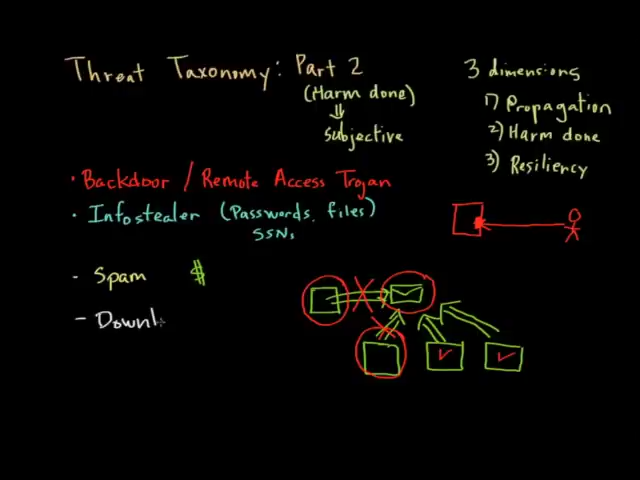 Threat Taxonomy: Part 2
(Harm done)
⇓
subjective
3 dimensions
1) Propagation
2) Harm done
3) Resiliency
· Backdoor / Remote Access Trojan
· Infostealer (Passwords, files)
SSNs
- Spam $
- Downl